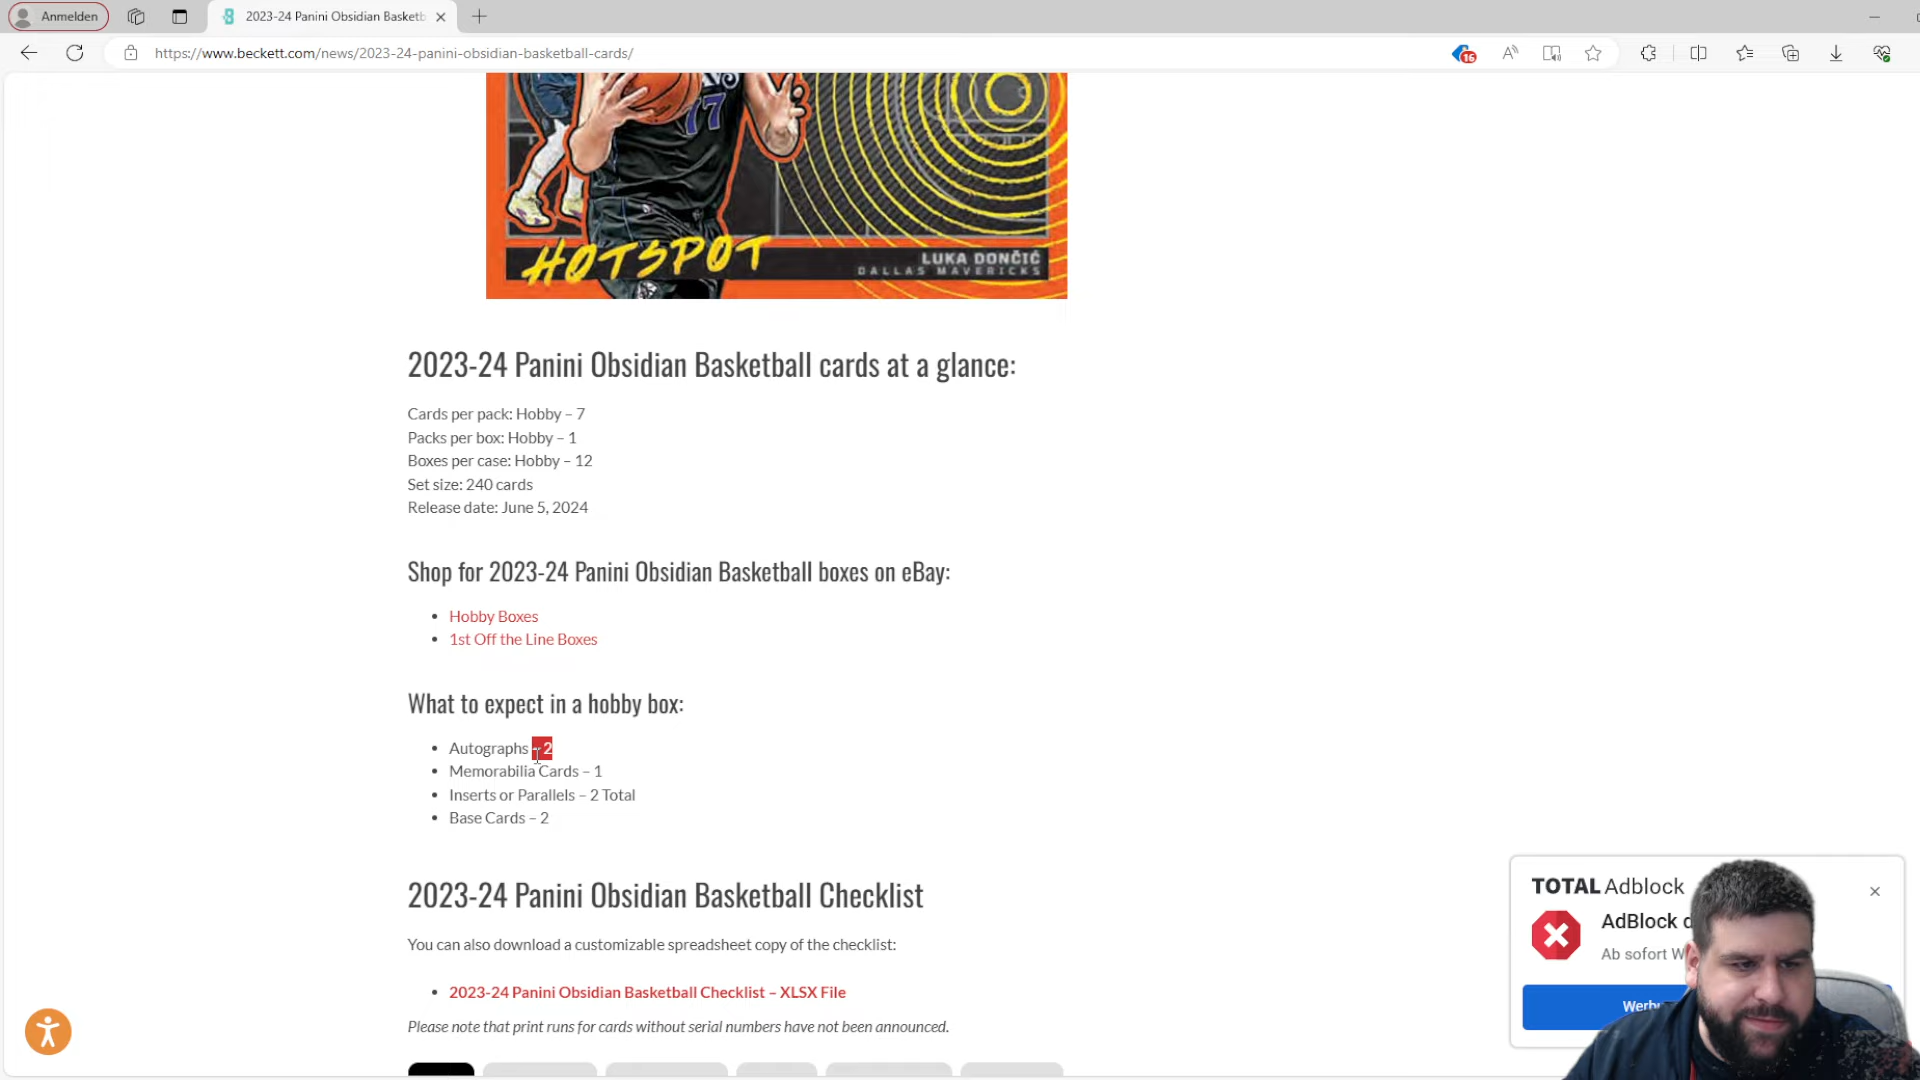 Anmelden
2023-24 Panini Obsidian Basketb
https://www.beckett.com/news/2023-24-panini-obsidian-basketball-cards/
16
77
HOTSPOT
LUKA DONČIĆ
DALLAS MAVERICKS
2023-24 Panini Obsidian Basketball cards at a glance:
Cards per pack: Hobby – 7
Packs per box: Hobby – 1
Boxes per case: Hobby – 12
Set size: 240 cards
Release date: June 5, 2024
Shop for 2023-24 Panini Obsidian Basketball boxes on eBay:
• Hobby Boxes
• 1st Off the Line Boxes
What to expect in a hobby box:
• Autographs – 2
• Memorabilia Cards – 1
• Inserts or Parallels – 2 Total
• Base Cards – 2
2023-24 Panini Obsidian Basketball Checklist
You can also download a customizable spreadsheet copy of the checklist:
• 2023-24 Panini Obsidian Basketball Checklist – XLSX File
Please note that print runs for cards without serial numbers have not been announced.
TOTAL Adblock
AdBlock
Ab sofort